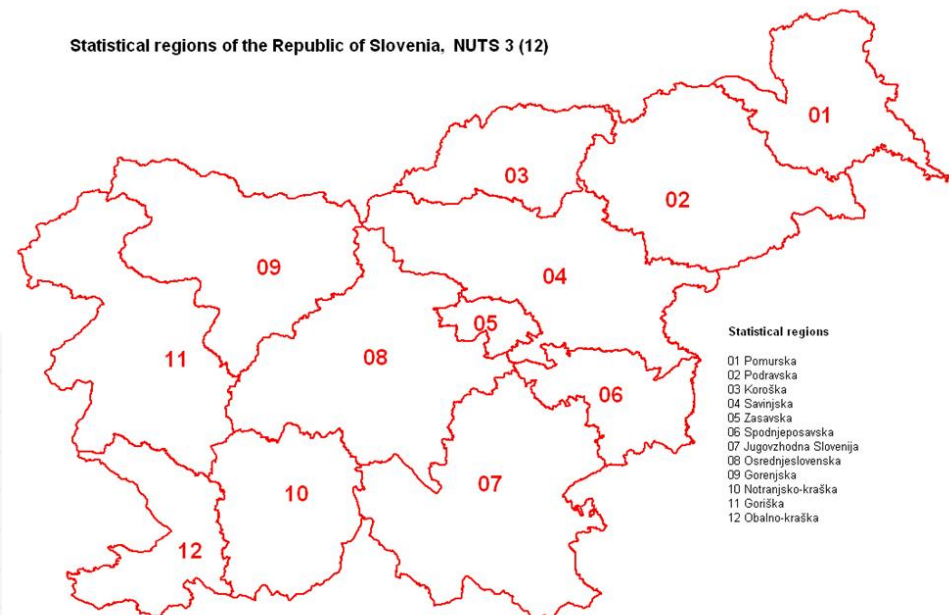 Statistical regions of the Republic of Slovenia, NUTS 3 (12)
01
02
03
04
05
06
07
08
09
10
11
12
Statistical regions
01 Pomurska
02 Podravska
03 Koroška
04 Savinjska
05 Zasavska
06 Spodnjeposavska
07 Jugovzhodna Slovenija
08 Osrednjeslovenska
09 Gorenjska
10 Notranjsko-kraška
11 Goriška
12 Obalno-kraška